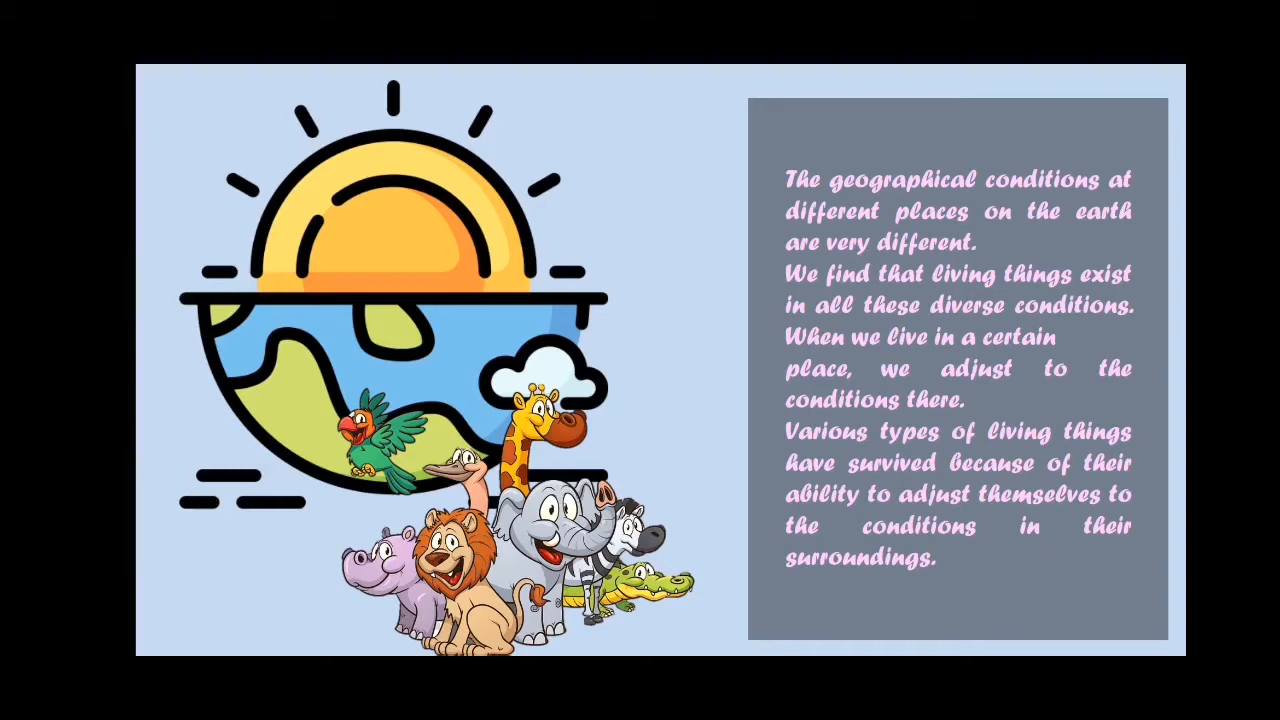 The geographical conditions at
different places on the earth
are very different.
We find that living things exist
in all these diverse conditions.
When we live in a certain
place, we adjust to the
conditions there.
Various types of living things
have survived because of their
ability to adjust themselves to
the conditions in their
surroundings.